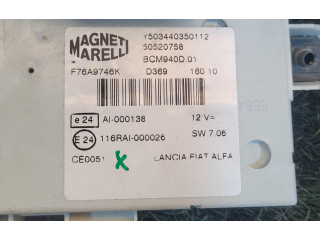 MAGNETI MARELLI
Y503440350112
50520758
BCM940D.01
F76A9746K D369 160 10
e 24 AI-000138 12 V=
E 24 116RAI-000026 SW 7.06
CE0051 LANCIA FIAT ALFA